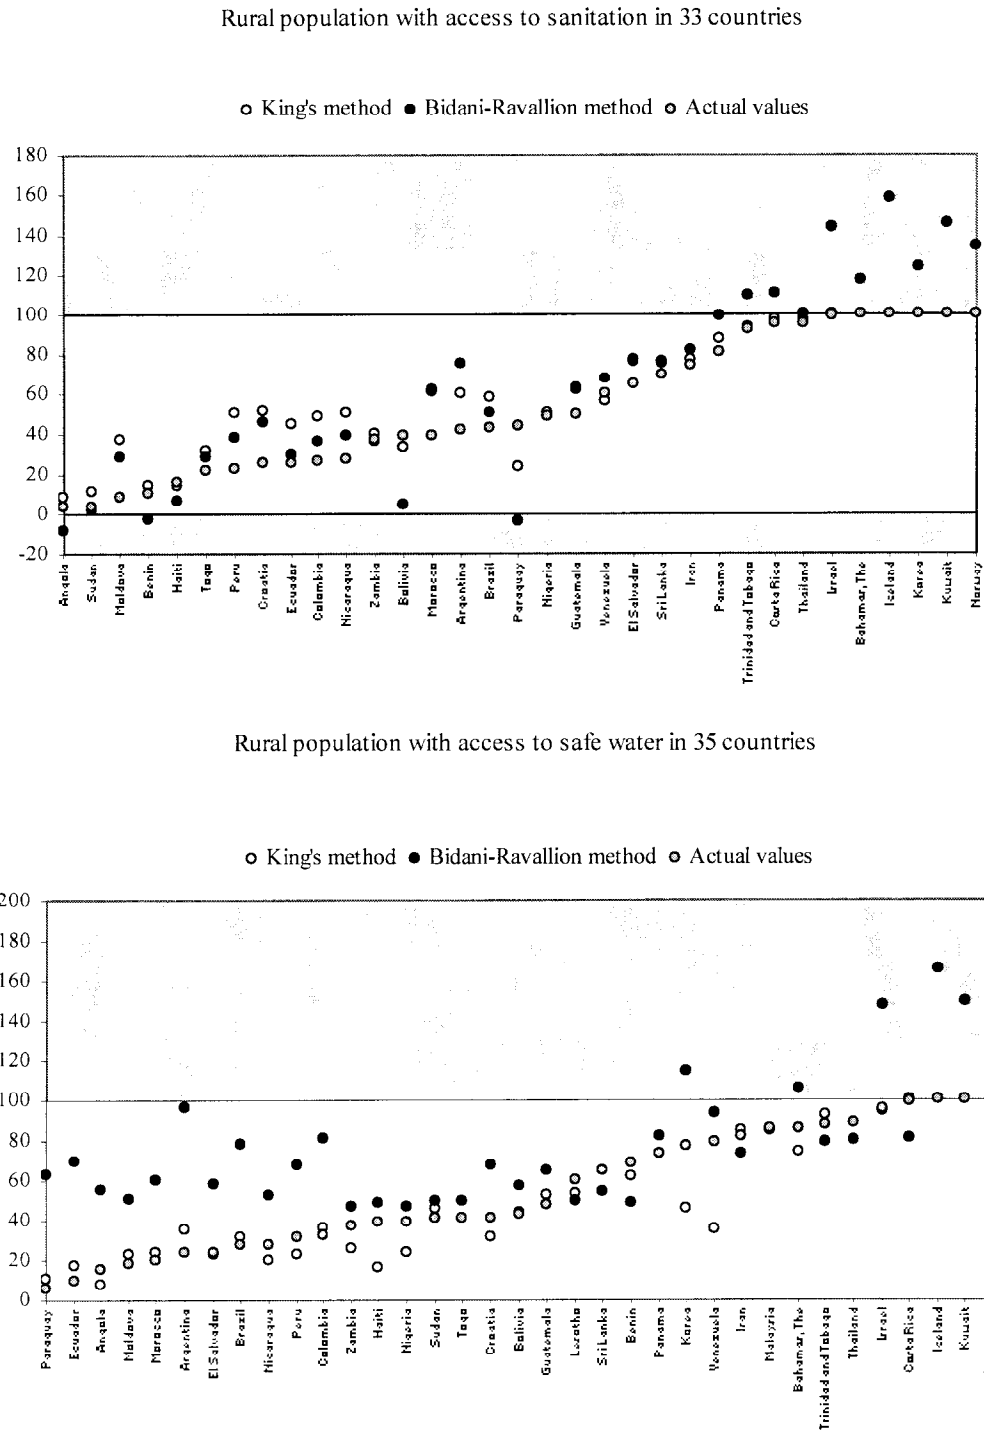 Rural population with access to sanitation in 33 countries
King's method Bidani-Ravallion method Actual values
180
160
140
120
100
80
60
40
20
0
-20
Angola
Sudan
Moldova
Benin
Haiti
Togo
Peru
Croatia
Ecuador
Colombia
Nicaragua
Zambia
Bolivia
Morocco
Argentina
Brazil
Paraguay
Nigeria
Guatemala
Venezuela
El Salvador
Sri Lanka
Iran
Panama
Trinidad and Tobago
Costa Rica
Thailand
Israel
Bahamas, The
Iceland
Korea
Kuwait
Norway
Rural population with access to safe water in 35 countries
King's method Bidani-Ravallion method Actual values
200
180
160
140
120
100
80
60
40
20
0
Paraguay
Ecuador
Angola
Moldova
Morocco
Argentina
El Salvador
Brazil
Nicaragua
Peru
Colombia
Zambia
Haiti
Nigeria
Sudan
Togo
Croatia
Bolivia
Guatemala
Lesotho
Sri Lanka
Benin
Panama
Korea
Venezuela
Iran
Malaysia
Bahamas, The
Trinidad and Tobago
Thailand
Israel
Costa Rica
Iceland
Kuwait